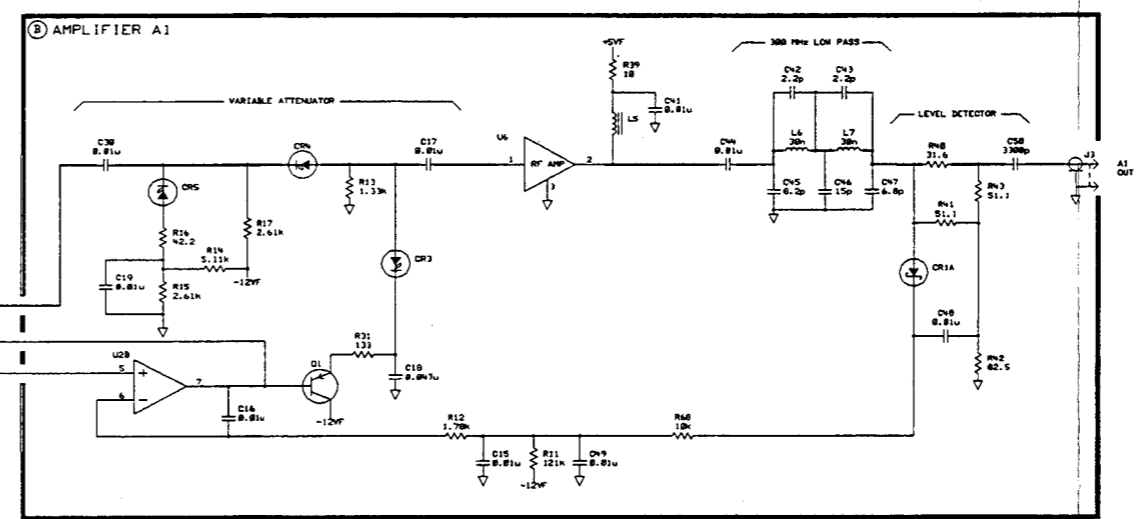 B AMPLIFIER A1
+5VF
300 MHz LOW PASS
R39
10
C42
2.2p
C43
2.2p
VARIABLE ATTENUATOR
C41
0.01u
L5
LEVEL DETECTOR
C30
0.01u
CR4
C17
0.01u
U6
1
RF AMP
2
3
C44
0.01u
L6
30n
L7
30n
R40
31.6
C50
3300p
J3
A1
OUT
CR5
R13
1.33k
C45
8.2p
C46
15p
C47
6.8p
R43
51.1
R41
51.1
R16
42.2
R17
2.61k
R14
5.11k
CR3
CR1A
C19
0.01u
R15
2.61k
-12VF
C48
0.01u
R31
133
U2B
5
+
7
6
-
Q1
C18
0.047u
R42
82.5
C16
0.01u
-12VF
R12
1.78k
R68
10k
C15
0.01u
R11
121k
C49
0.01u
-12VF